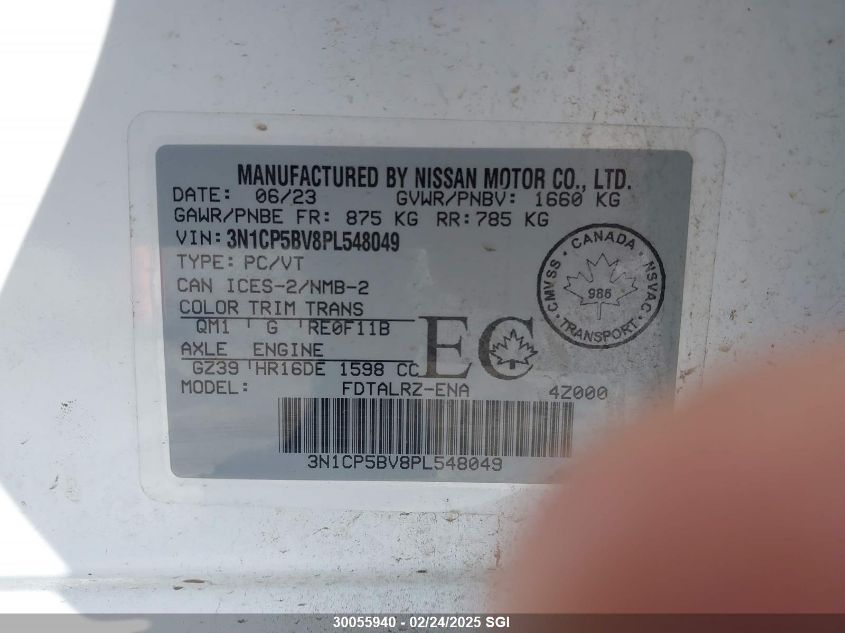 MANUFACTURED BY NISSAN MOTOR CO., LTD.
DATE: 06/23 GVWR/PNBV: 1660 KG
GAWR/PNBE FR: 875 KG RR: 785 KG
VIN: 3N1CP5BV8PL548049
TYPE: PC/VT
CAN ICES-2/NMB-2
COLOR TRIM TRANS
QM1 G RE0F11B
AXLE ENGINE
GZ39 HR16DE 1598 CC
MODEL: FDTALRZ-ENA 4Z000
3N1CP5BV8PL548049
EC
CANADA
CMVSS · NSVAC
986
TRANSPORT
30055940 - 02/24/2025 SGI